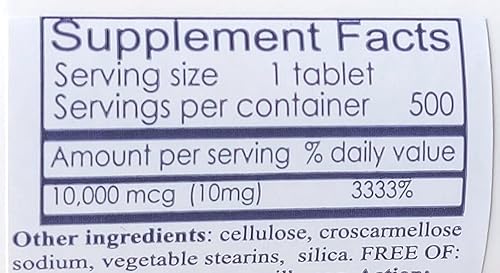 Supplement Facts
Serving size 1 tablet
Servings per container 500
Amount per serving % daily value
10,000 mcg (10mg) 3333%
Other ingredients: cellulose, croscarmellose
sodium, vegetable stearins, silica. FREE OF: